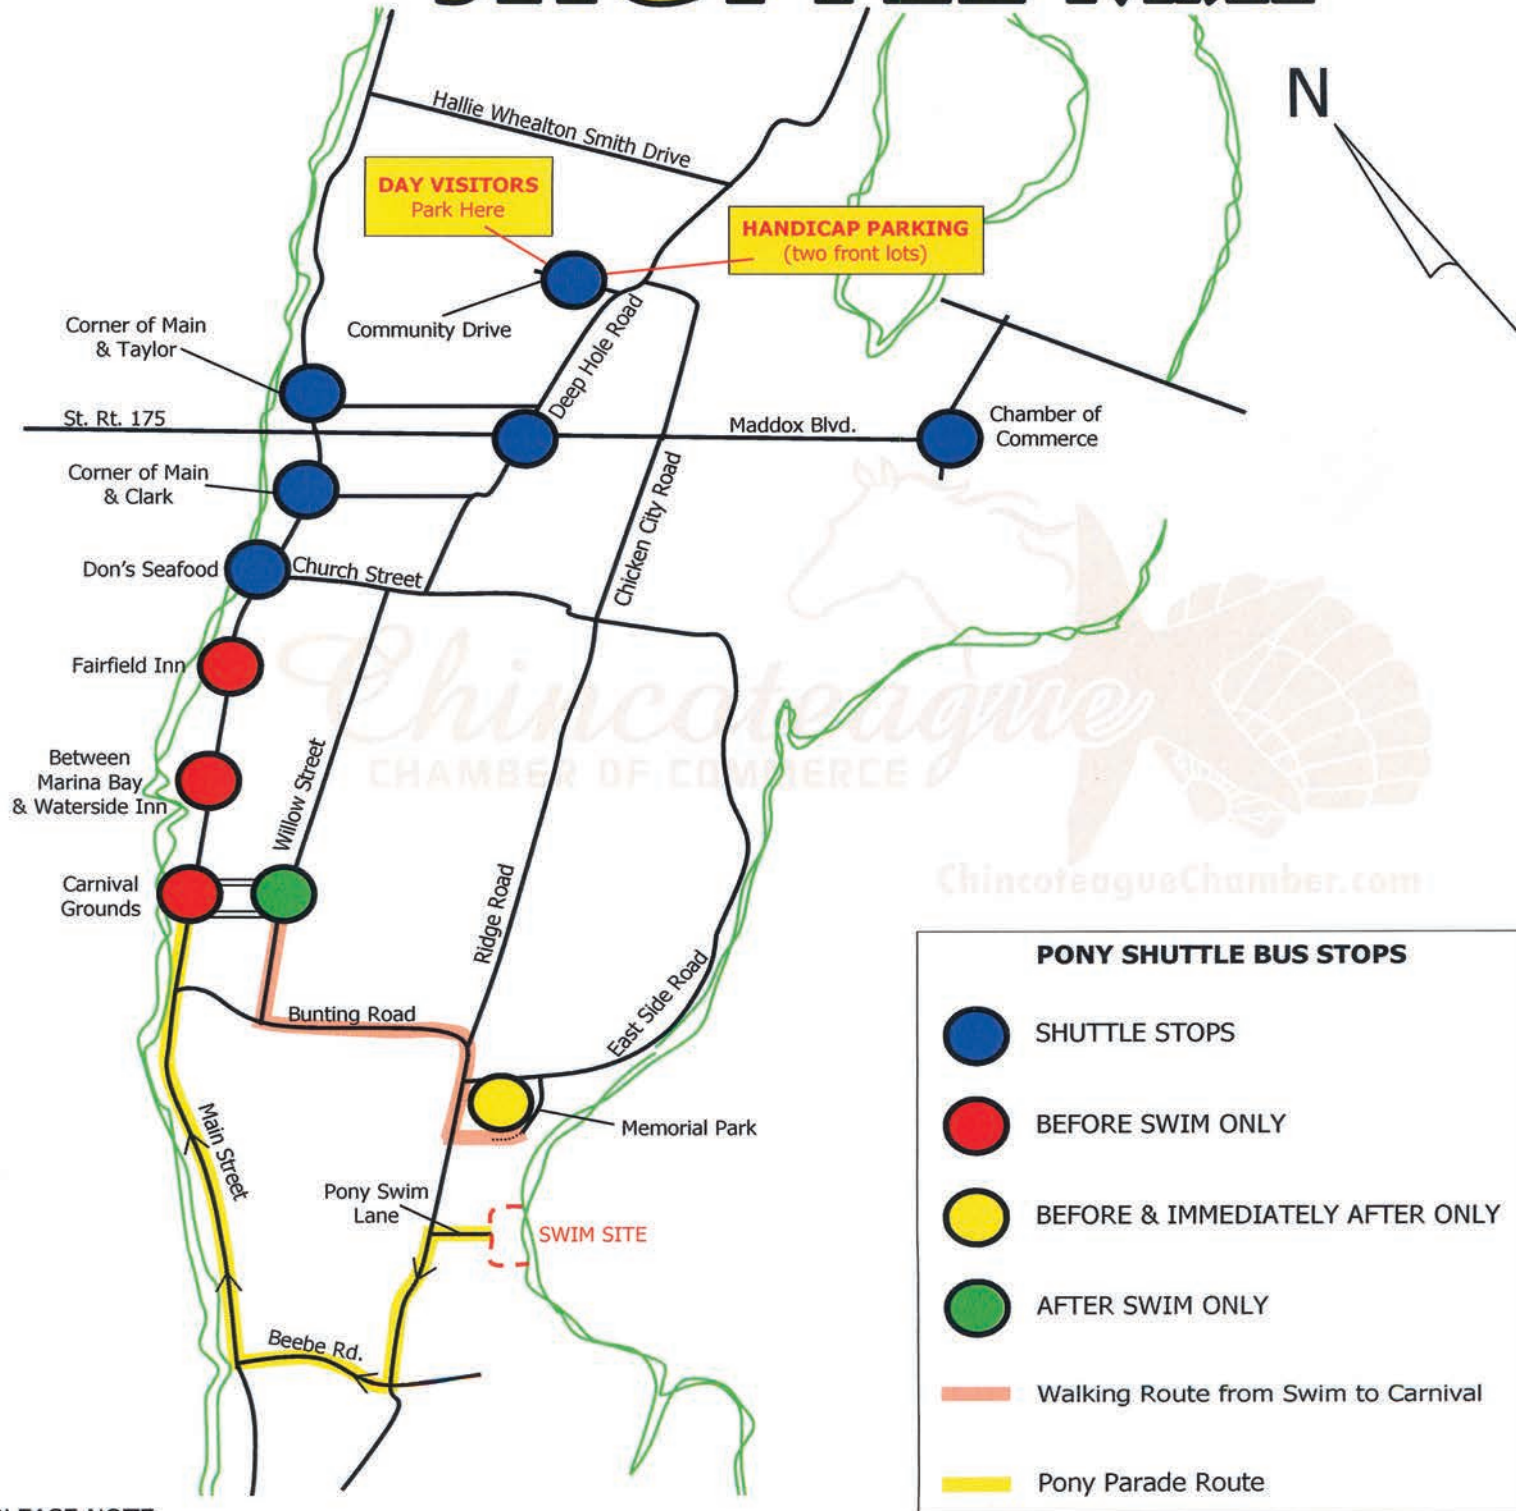 N
Hallie Whealton Smith Drive
DAY VISITORS
Park Here
HANDICAP PARKING
(two front lots)
Corner of Main
& Taylor
Community Drive
Deep Hole Road
St. Rt. 175
Maddox Blvd.
Chamber of
Commerce
Corner of Main
& Clark
Chicken City Road
Don's Seafood
Church Street
Fairfield Inn
Chincoteague
CHAMBER OF COMMERCE
Between
Marina Bay
& Waterside Inn
Willow Street
Carnival
Grounds
ChincoteagueChamber.com
Ridge Road
East Side Road
Bunting Road
Memorial Park
Main Street
Pony Swim
Lane
SWIM SITE
Beebe Rd.
PONY SHUTTLE BUS STOPS
SHUTTLE STOPS
BEFORE SWIM ONLY
BEFORE & IMMEDIATELY AFTER ONLY
AFTER SWIM ONLY
Walking Route from Swim to Carnival
Pony Parade Route